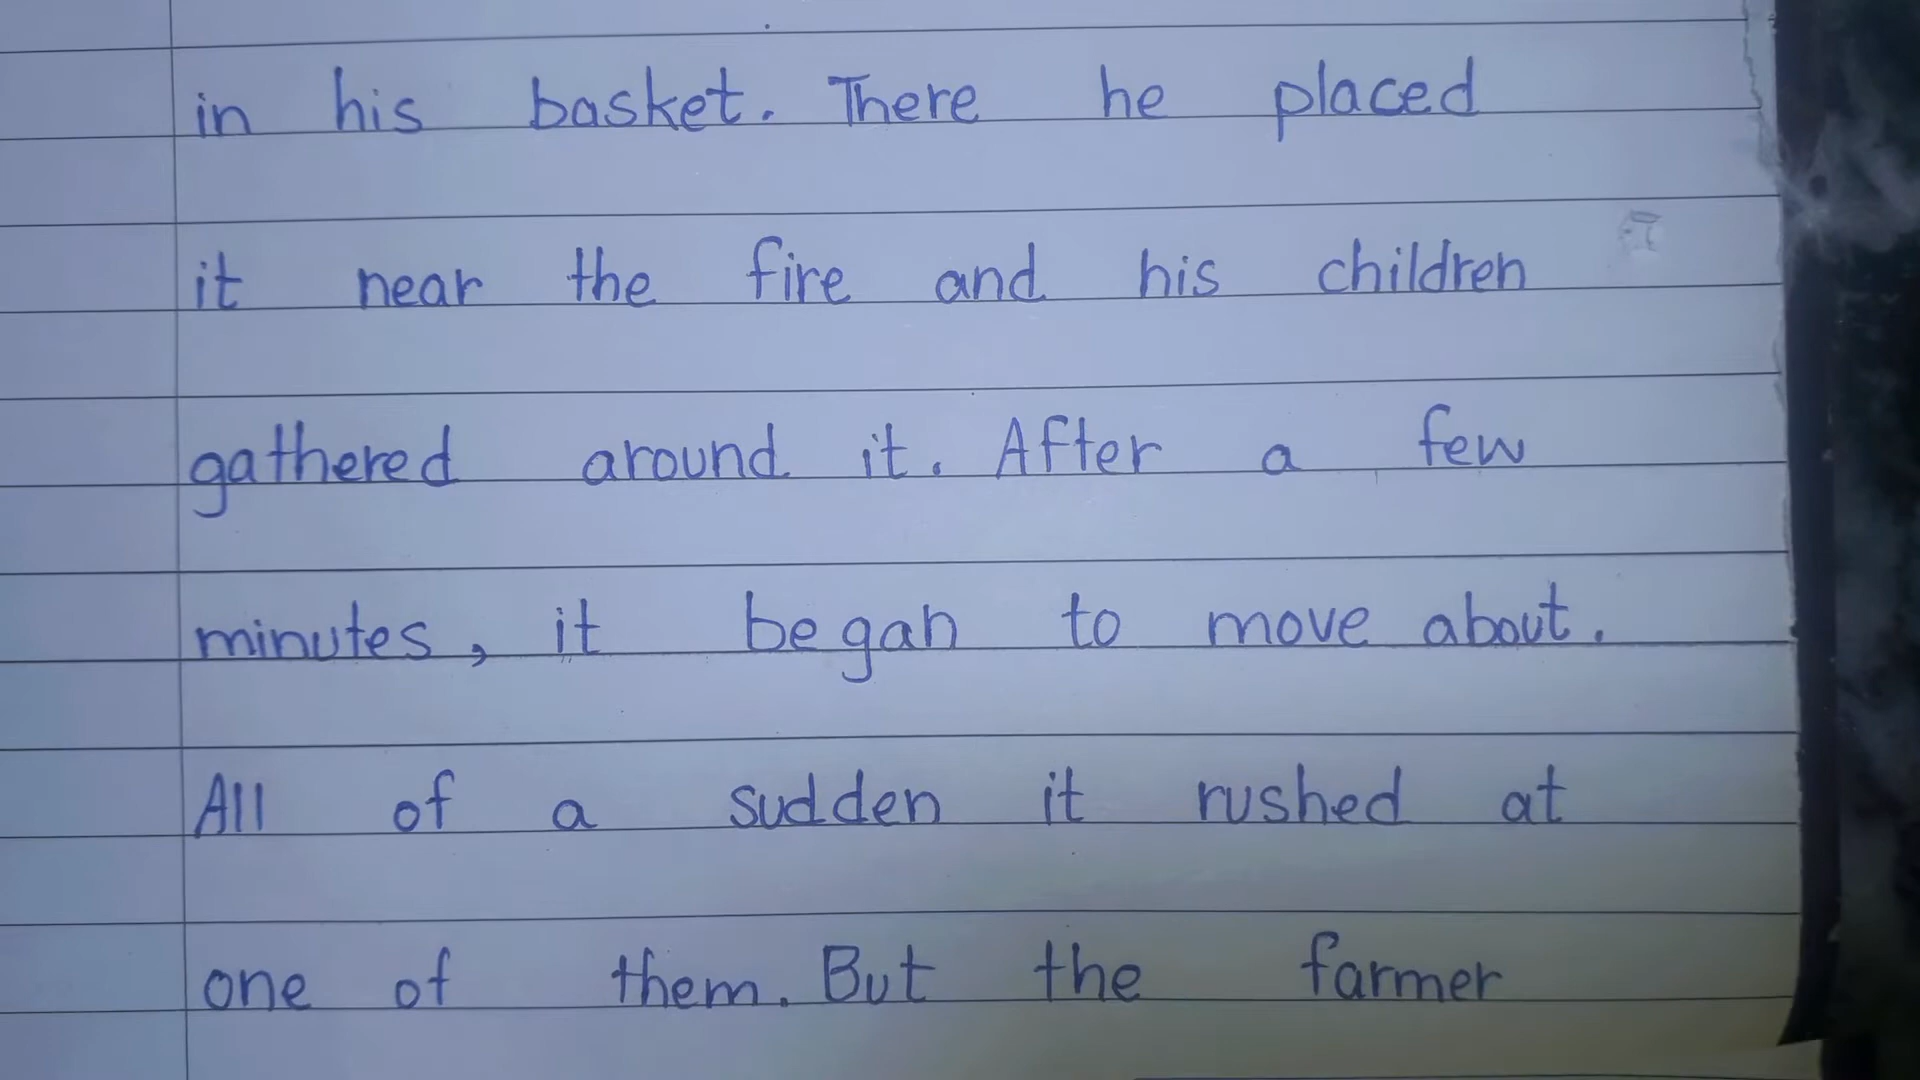 in his basket. There he placed
it near the fire and his children
gathered around it. After a few
minutes, it began to move about.
All of a sudden it rushed at
one of them. But the farmer